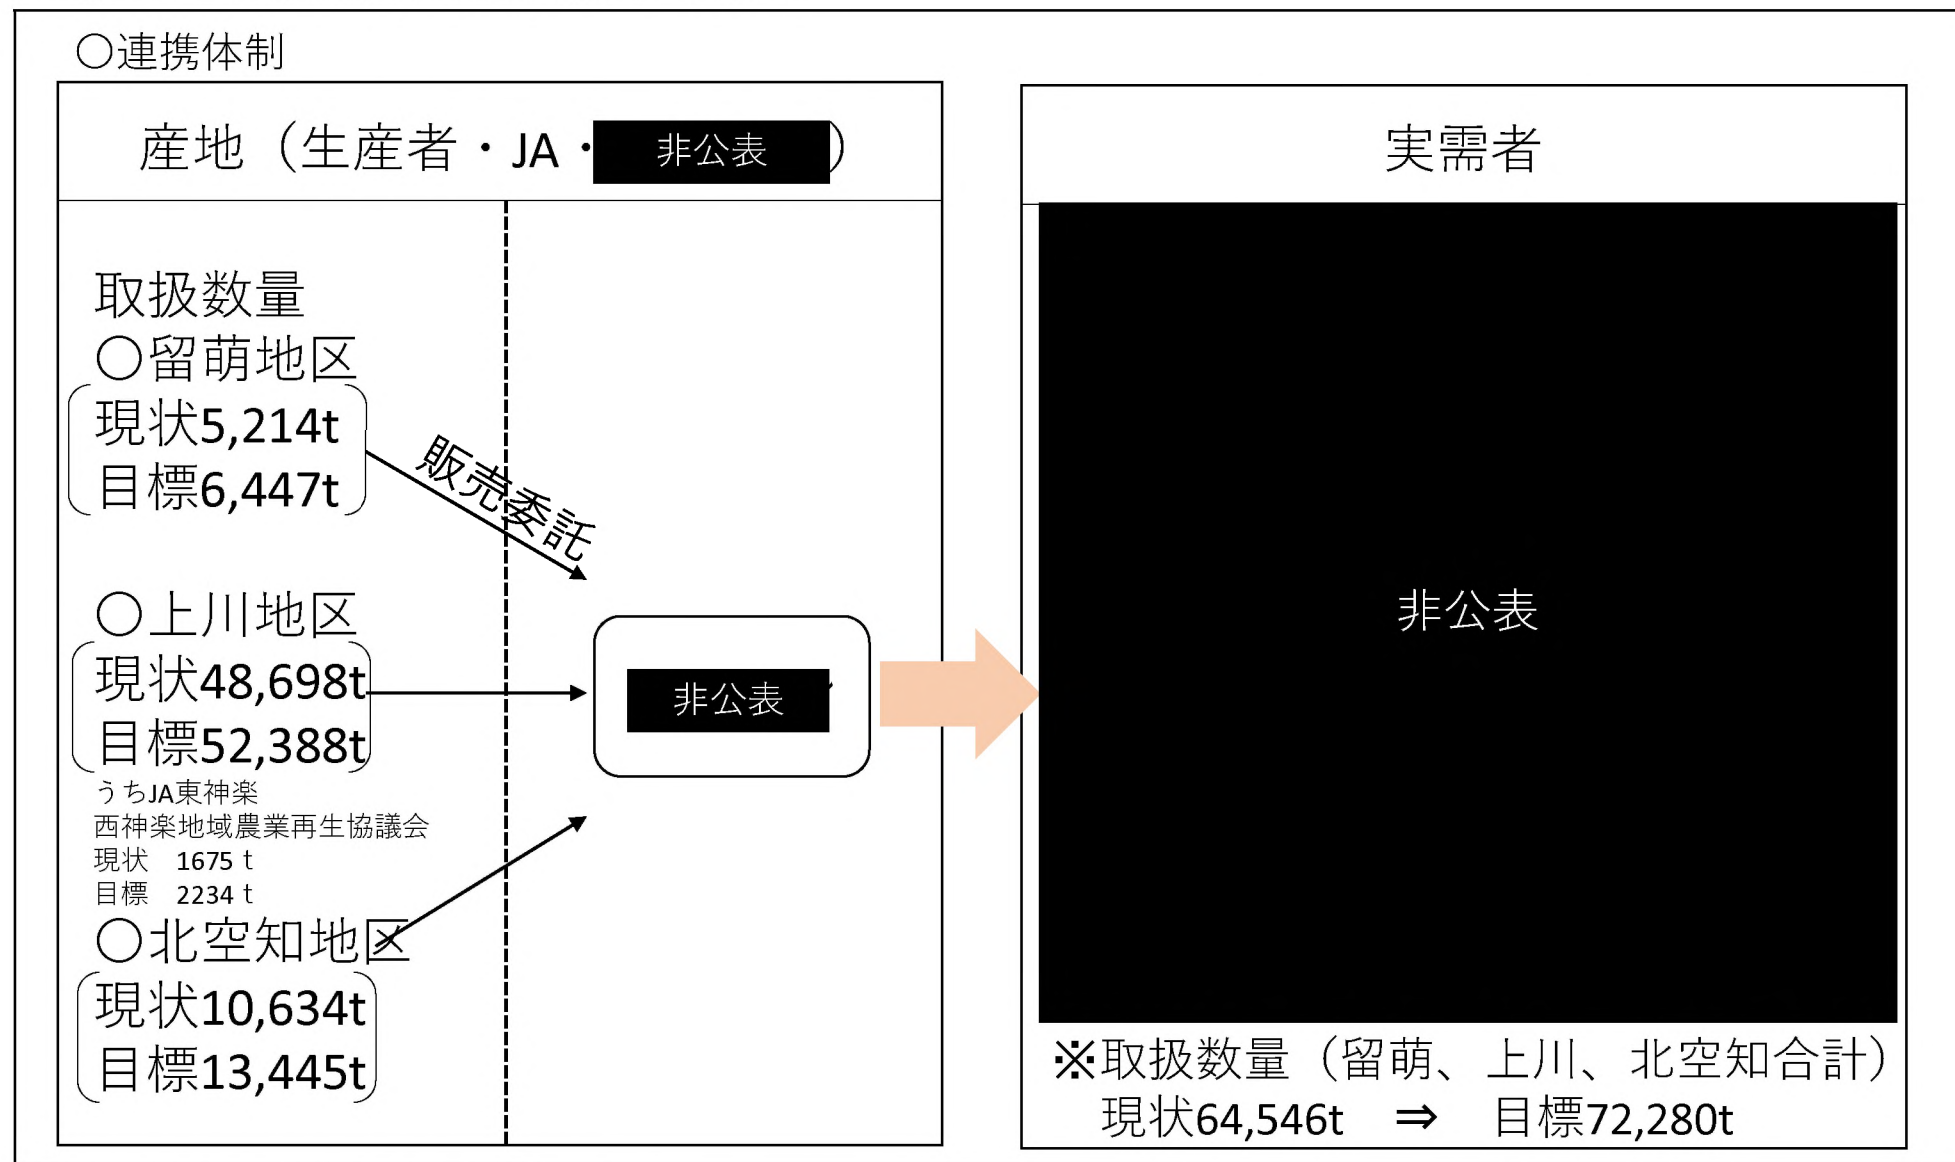 ○連携体制
産地（生産者・JA・非公表）
取扱数量
○留萌地区
現状5,214t
目標6,447t
販売委託
○上川地区
現状48,698t
目標52,388t
うちJA東神楽
西神楽地域農業再生協議会
現状　1675 t
目標　2234 t
○北空知地区
現状10,634t
目標13,445t
非公表
実需者
非公表
※取扱数量（留萌、上川、北空知合計）
現状64,546t　⇒　目標72,280t